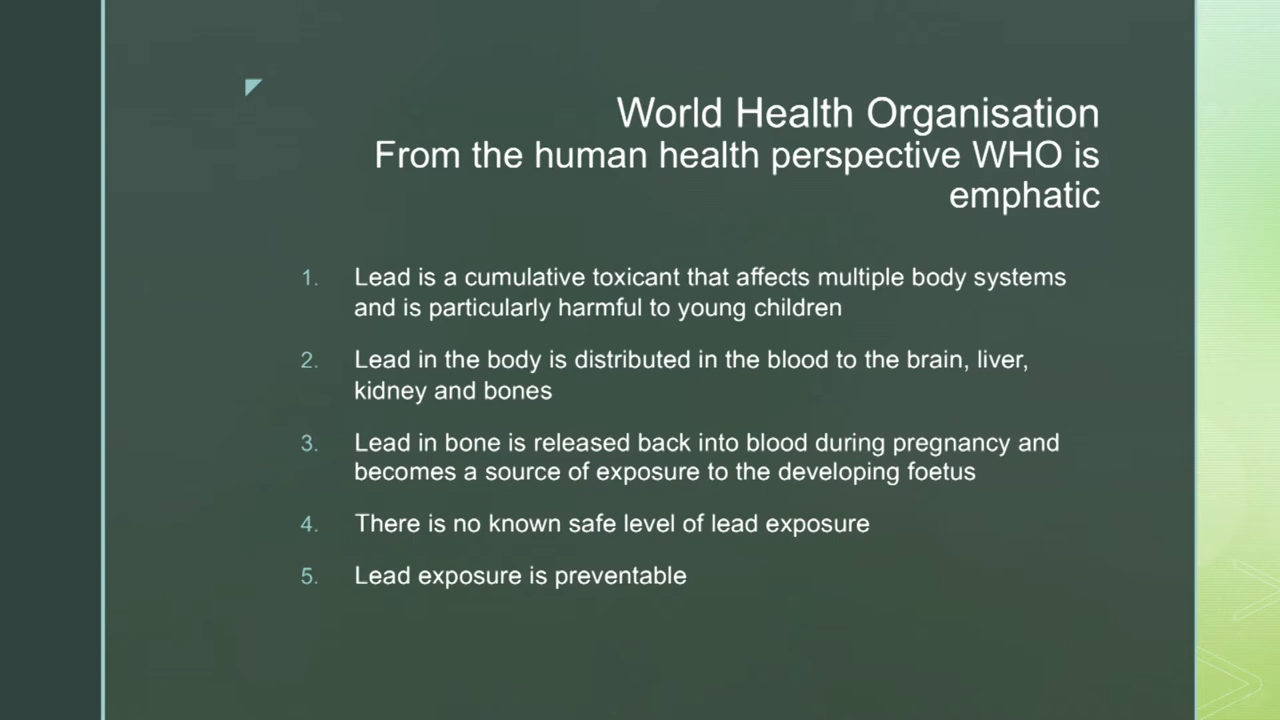 World Health Organisation
From the human health perspective WHO is
emphatic
1. Lead is a cumulative toxicant that affects multiple body systems
and is particularly harmful to young children
2. Lead in the body is distributed in the blood to the brain, liver,
kidney and bones
3. Lead in bone is released back into blood during pregnancy and
becomes a source of exposure to the developing foetus
4. There is no known safe level of lead exposure
5. Lead exposure is preventable